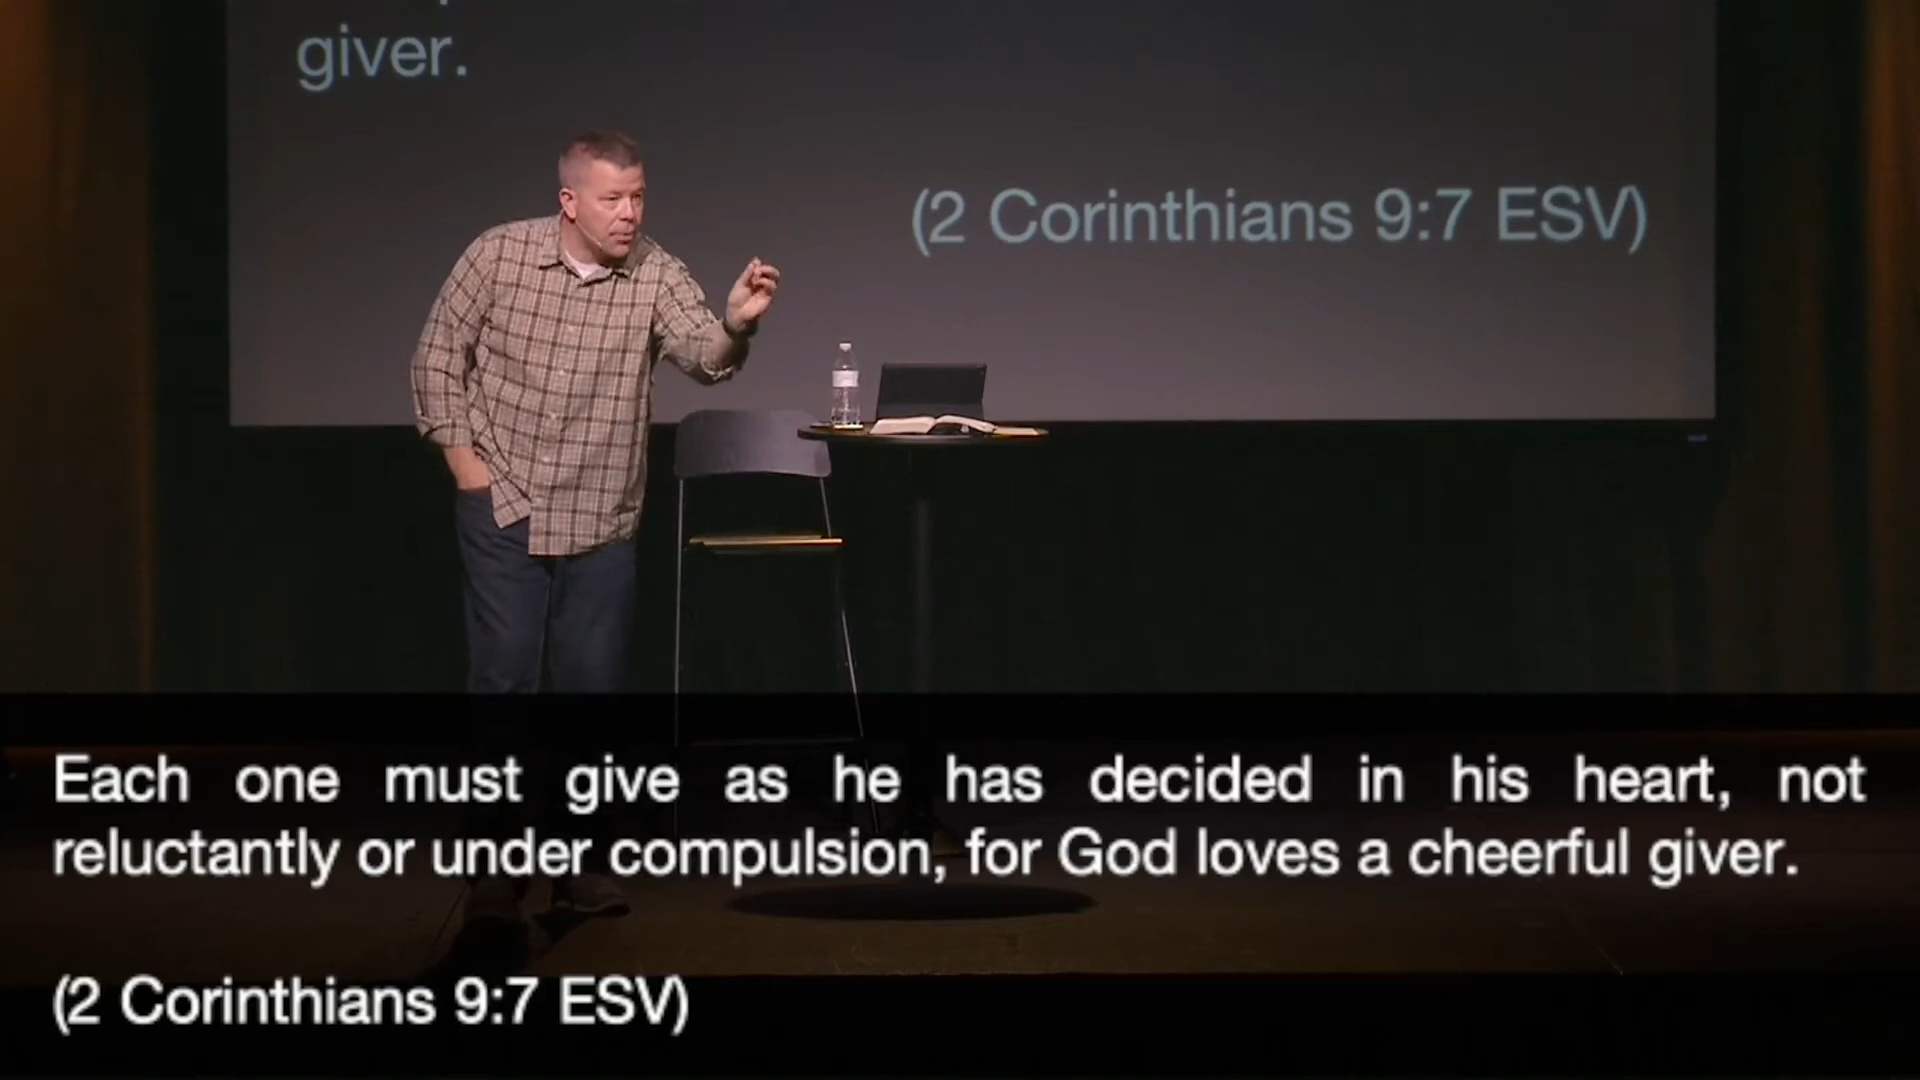 giver.
(2 Corinthians 9:7 ESV)
Each one must give as he has decided in his heart, not
reluctantly or under compulsion, for God loves a cheerful giver.
(2 Corinthians 9:7 ESV)